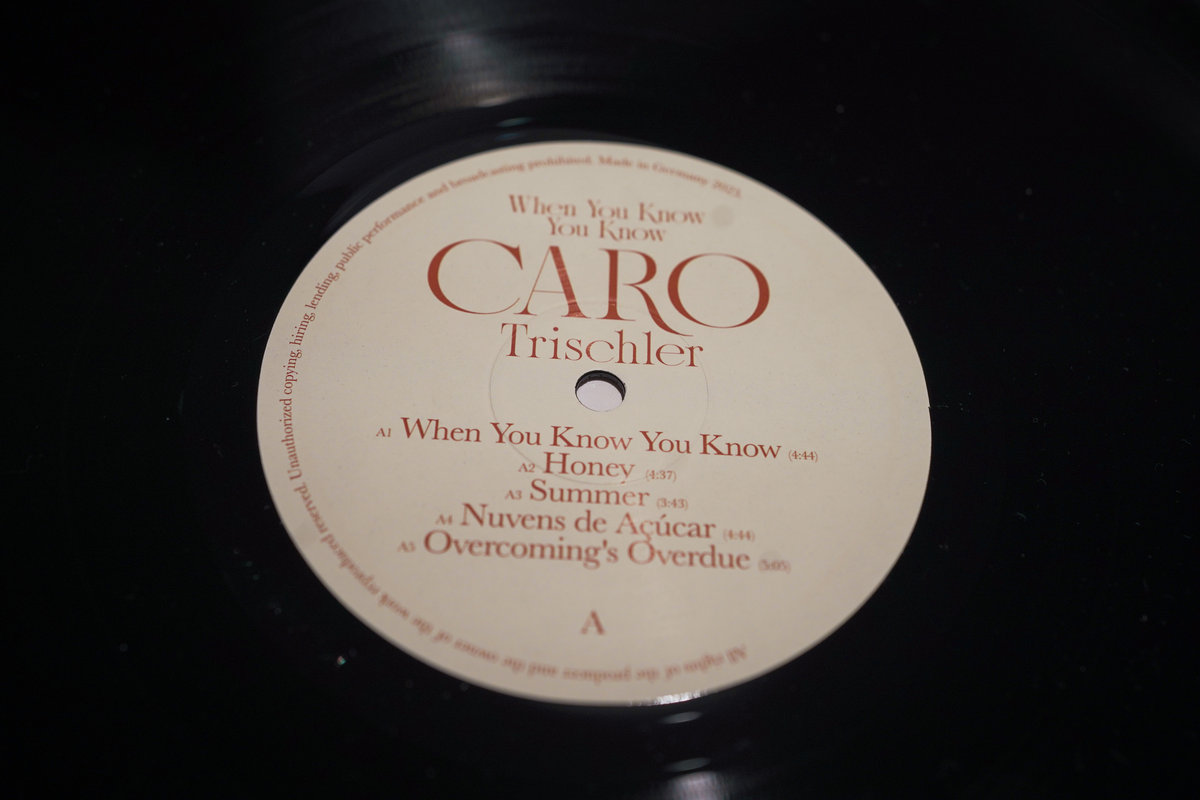 When You Know
You Know
CARO
Trischler
A1 When You Know You Know (4:44)
A2 Honey (4:37)
A3 Summer (3:43)
A4 Nuvens de Açúcar (4:44)
A5 Overcoming's Overdue (5:05)
A
All rights of the producer and the owner of the work reproduced reserved. Unauthorized copying, hiring, lending, public performance and broadcasting prohibited. Made in Germany 2023.